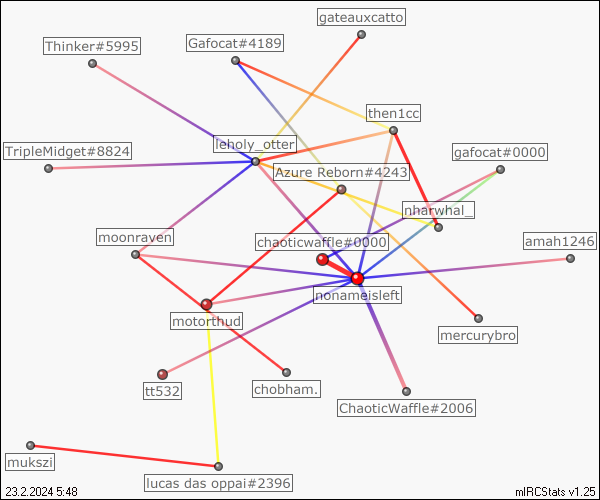 gateauxcatto
Thinker#5995
Gafocat#4189
then1cc
leholy_otter
TripleMidget#8824
gafocat#0000
Azure Reborn#4243
nharwhal_
moonraven
chaoticwaffle#0000
amah1246
nonameisleft
motorthud
mercurybro
tt532
chobham.
ChaoticWaffle#2006
mukszi
lucas das oppai#2396
23.2.2024 5:48
mIRCStats v1.25